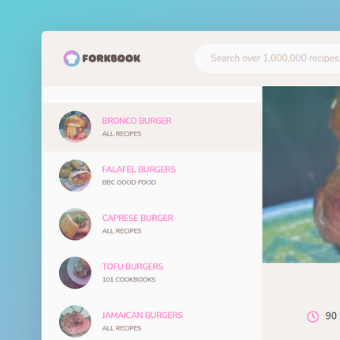 FORKBOOK
Search over 1,000,000 recipes
BRONCO BURGER
ALL RECIPES
FALAFEL BURGERS
BBC GOOD FOOD
CAPRESE BURGER
ALL RECIPES
TOFU BURGERS
101 COOKBOOKS
JAMAICAN BURGERS
ALL RECIPES
90